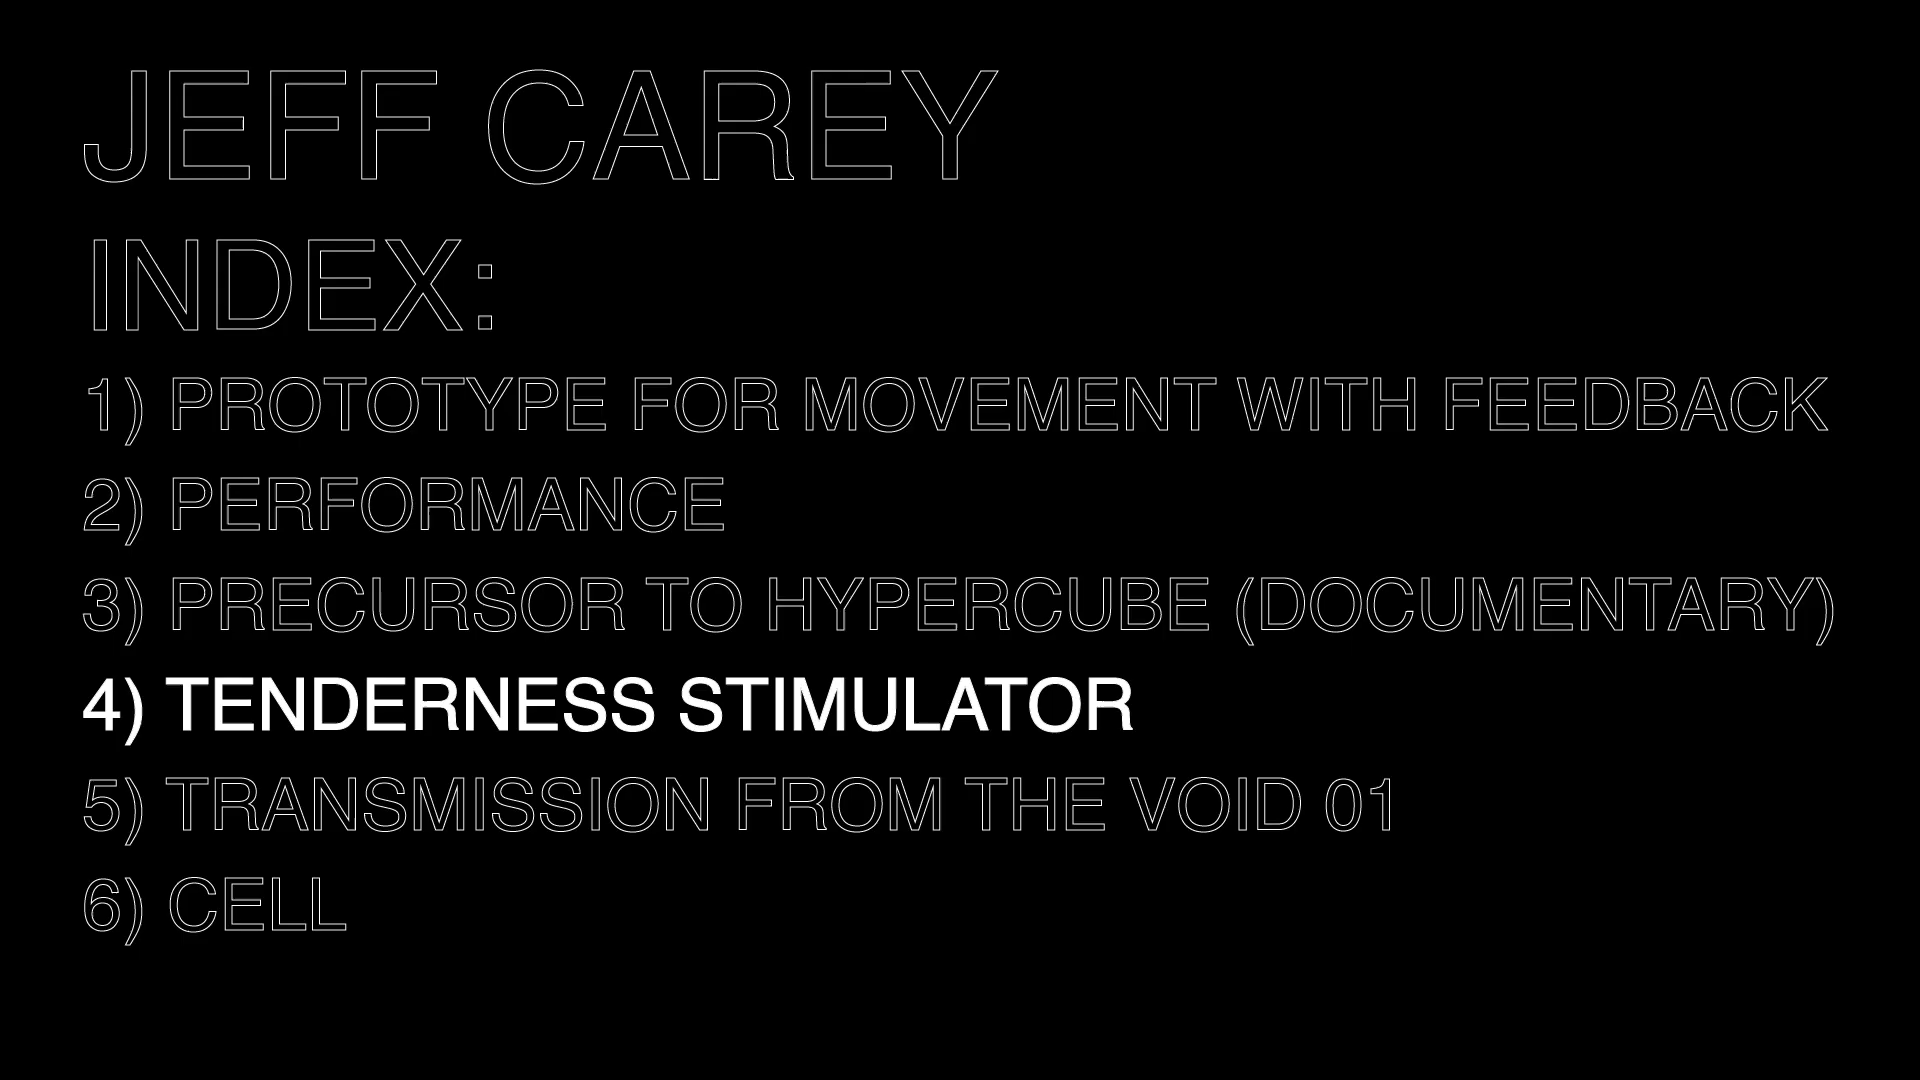 JEFF CAREY
INDEX:
1) PROTOTYPE FOR MOVEMENT WITH FEEDBACK
2) PERFORMANCE
3) PRECURSOR TO HYPERCUBE (DOCUMENTARY)
4) TENDERNESS STIMULATOR
5) TRANSMISSION FROM THE VOID 01
6) CELL